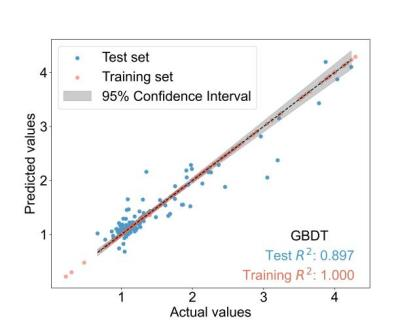 Test set
Training set
95% Confidence Interval
4
3
2
1
Predicted values
GBDT
Test R²: 0.897
Training R²: 1.000
1 2 3 4
Actual values